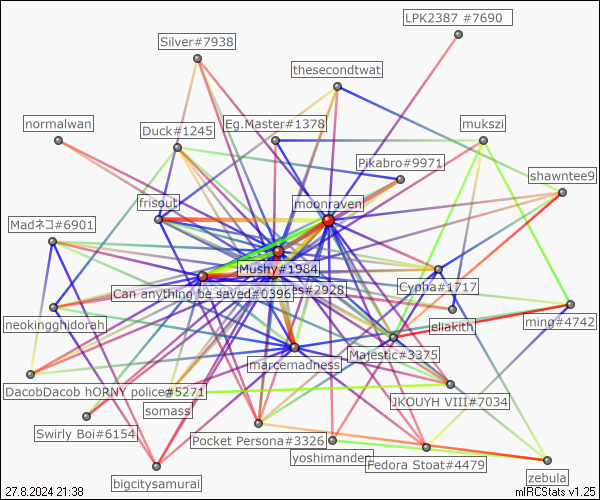 LPK2387 #7690
Silver#7938
thesecondtwat
normalwan
Duck#1245
Eg.Master#1378
mukszi
Pikabro#9971
shawntee9
frisout
moonraven
Madネコ#6901
Mushy#1984
Cypha#1717
Can anything be saved#0396
es#2928
neokingghidorah
eliakith
ming#4742
Majestic#3375
marcemadness
DacobDacob hORNY police#5271
JKOUYH VIII#7034
somass
Swirly Boi#6154
Pocket Persona#3326
yoshimanden
Fedora Stoat#4479
bigcitysamurai
zebula
27.8.2024 21:38
mIRCStats v1.25